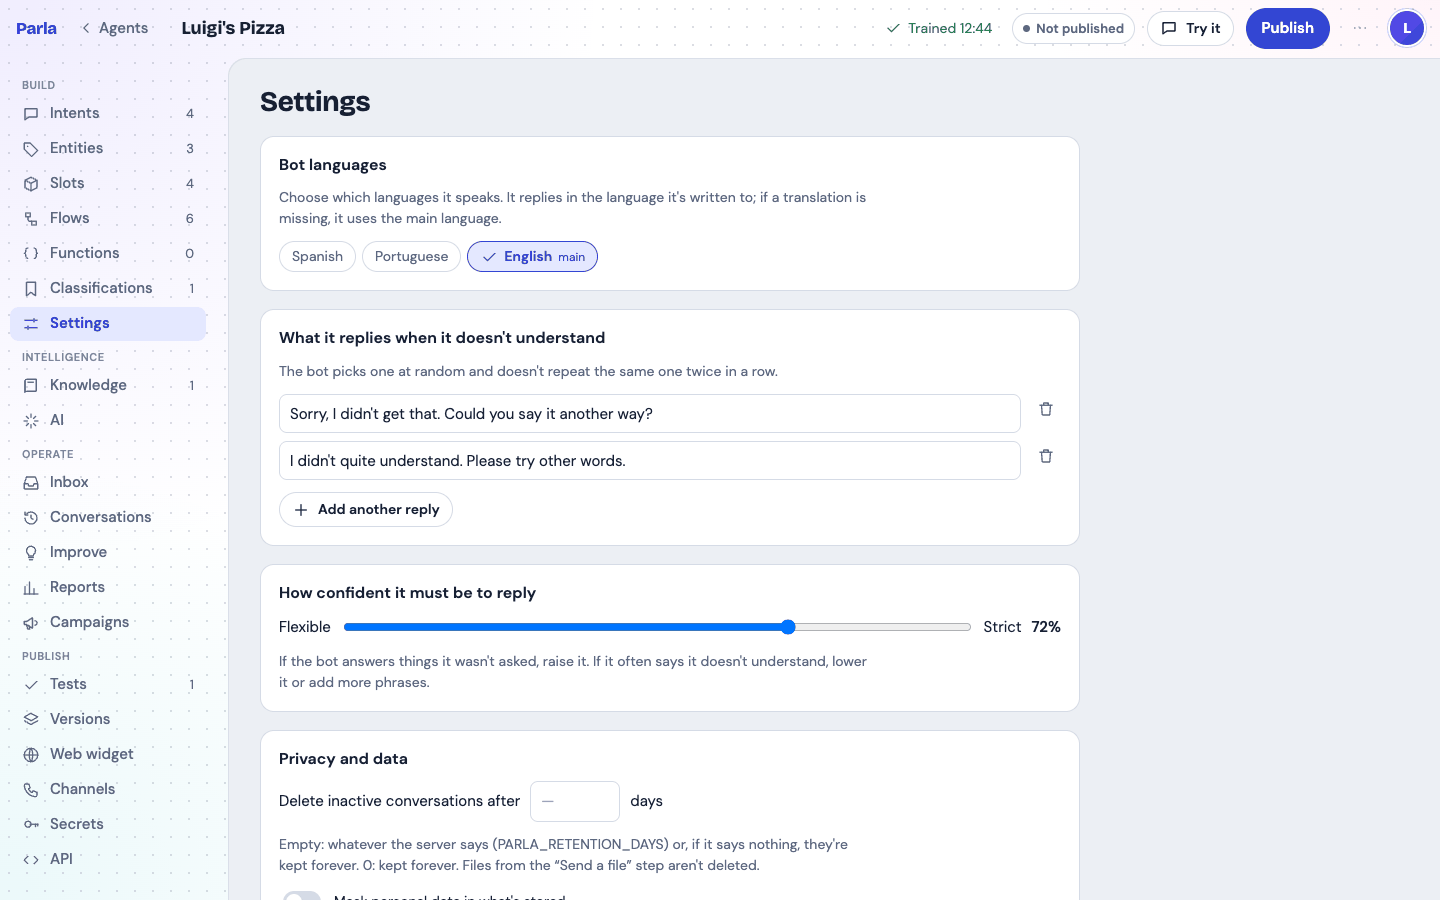 Parla
Agents
Luigi's Pizza
Trained 12:44
Not published
Try it
Publish
L
BUILD
Intents 4
Entities 3
Slots 4
Flows 6
Functions 0
Classifications 1
Settings
INTELLIGENCE
Knowledge 1
AI
OPERATE
Inbox
Conversations
Improve
Reports
Campaigns
PUBLISH
Tests 1
Versions
Web widget
Channels
Secrets
API
Settings
Bot languages
Choose which languages it speaks. It replies in the language it's written to; if a translation is
missing, it uses the main language.
Spanish
Portuguese
English main
What it replies when it doesn't understand
The bot picks one at random and doesn't repeat the same one twice in a row.
Sorry, I didn't get that. Could you say it another way?
I didn't quite understand. Please try other words.
Add another reply
How confident it must be to reply
Flexible
Strict 72%
If the bot answers things it wasn't asked, raise it. If it often says it doesn't understand, lower
it or add more phrases.
Privacy and data
Delete inactive conversations after — days
Empty: whatever the server says (PARLA_RETENTION_DAYS) or, if it says nothing, they're
kept forever. 0: kept forever. Files from the “Send a file” step aren't deleted.
Mask personal data in what's stored